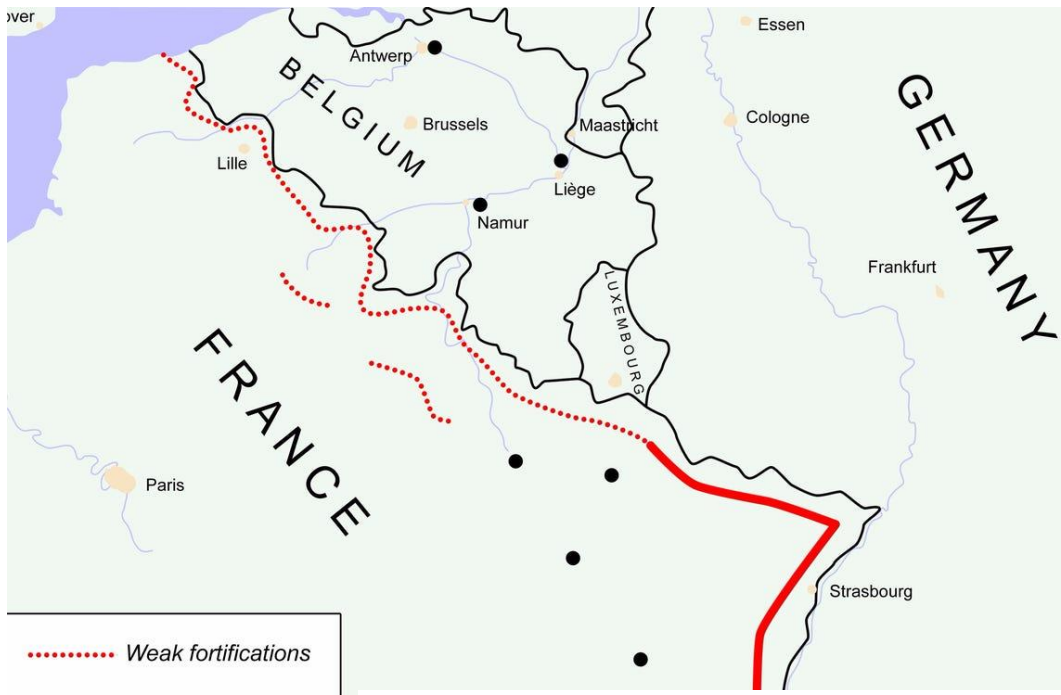 over
Antwerp
BELGIUM
Brussels
Maastricht
Liège
Namur
Lille
Essen
Cologne
GERMANY
Frankfurt
LUXEMBOURG
FRANCE
Paris
Strasbourg
Weak fortifications